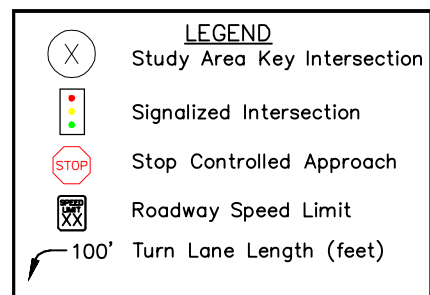 LEGEND
X Study Area Key Intersection
Signalized Intersection
STOP Stop Controlled Approach
SPEED
LIMIT
XX Roadway Speed Limit
100' Turn Lane Length (feet)